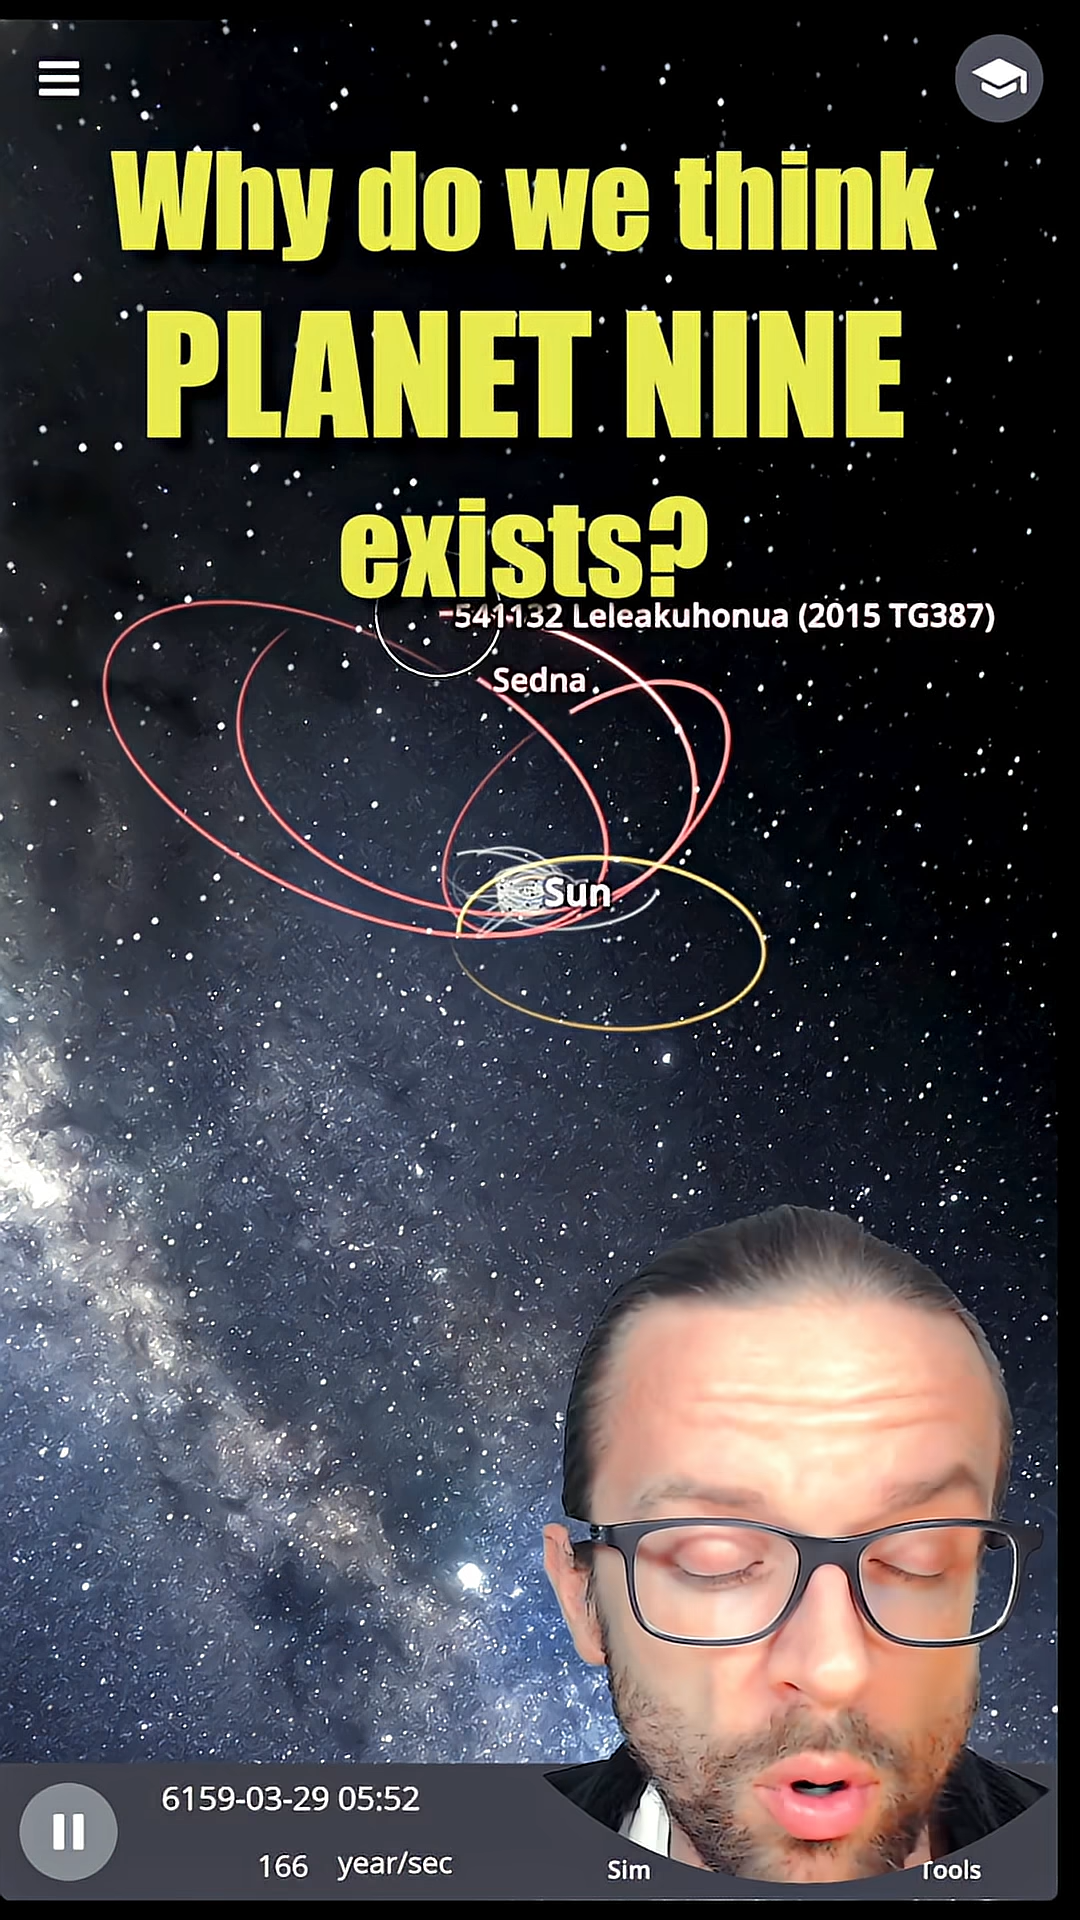 Why do we think
PLANET NINE
exists?
541132 Leleakuhonua (2015 TG387)
Sedna
Sun
6159-03-29 05:52
166 year/sec
Sim
Tools